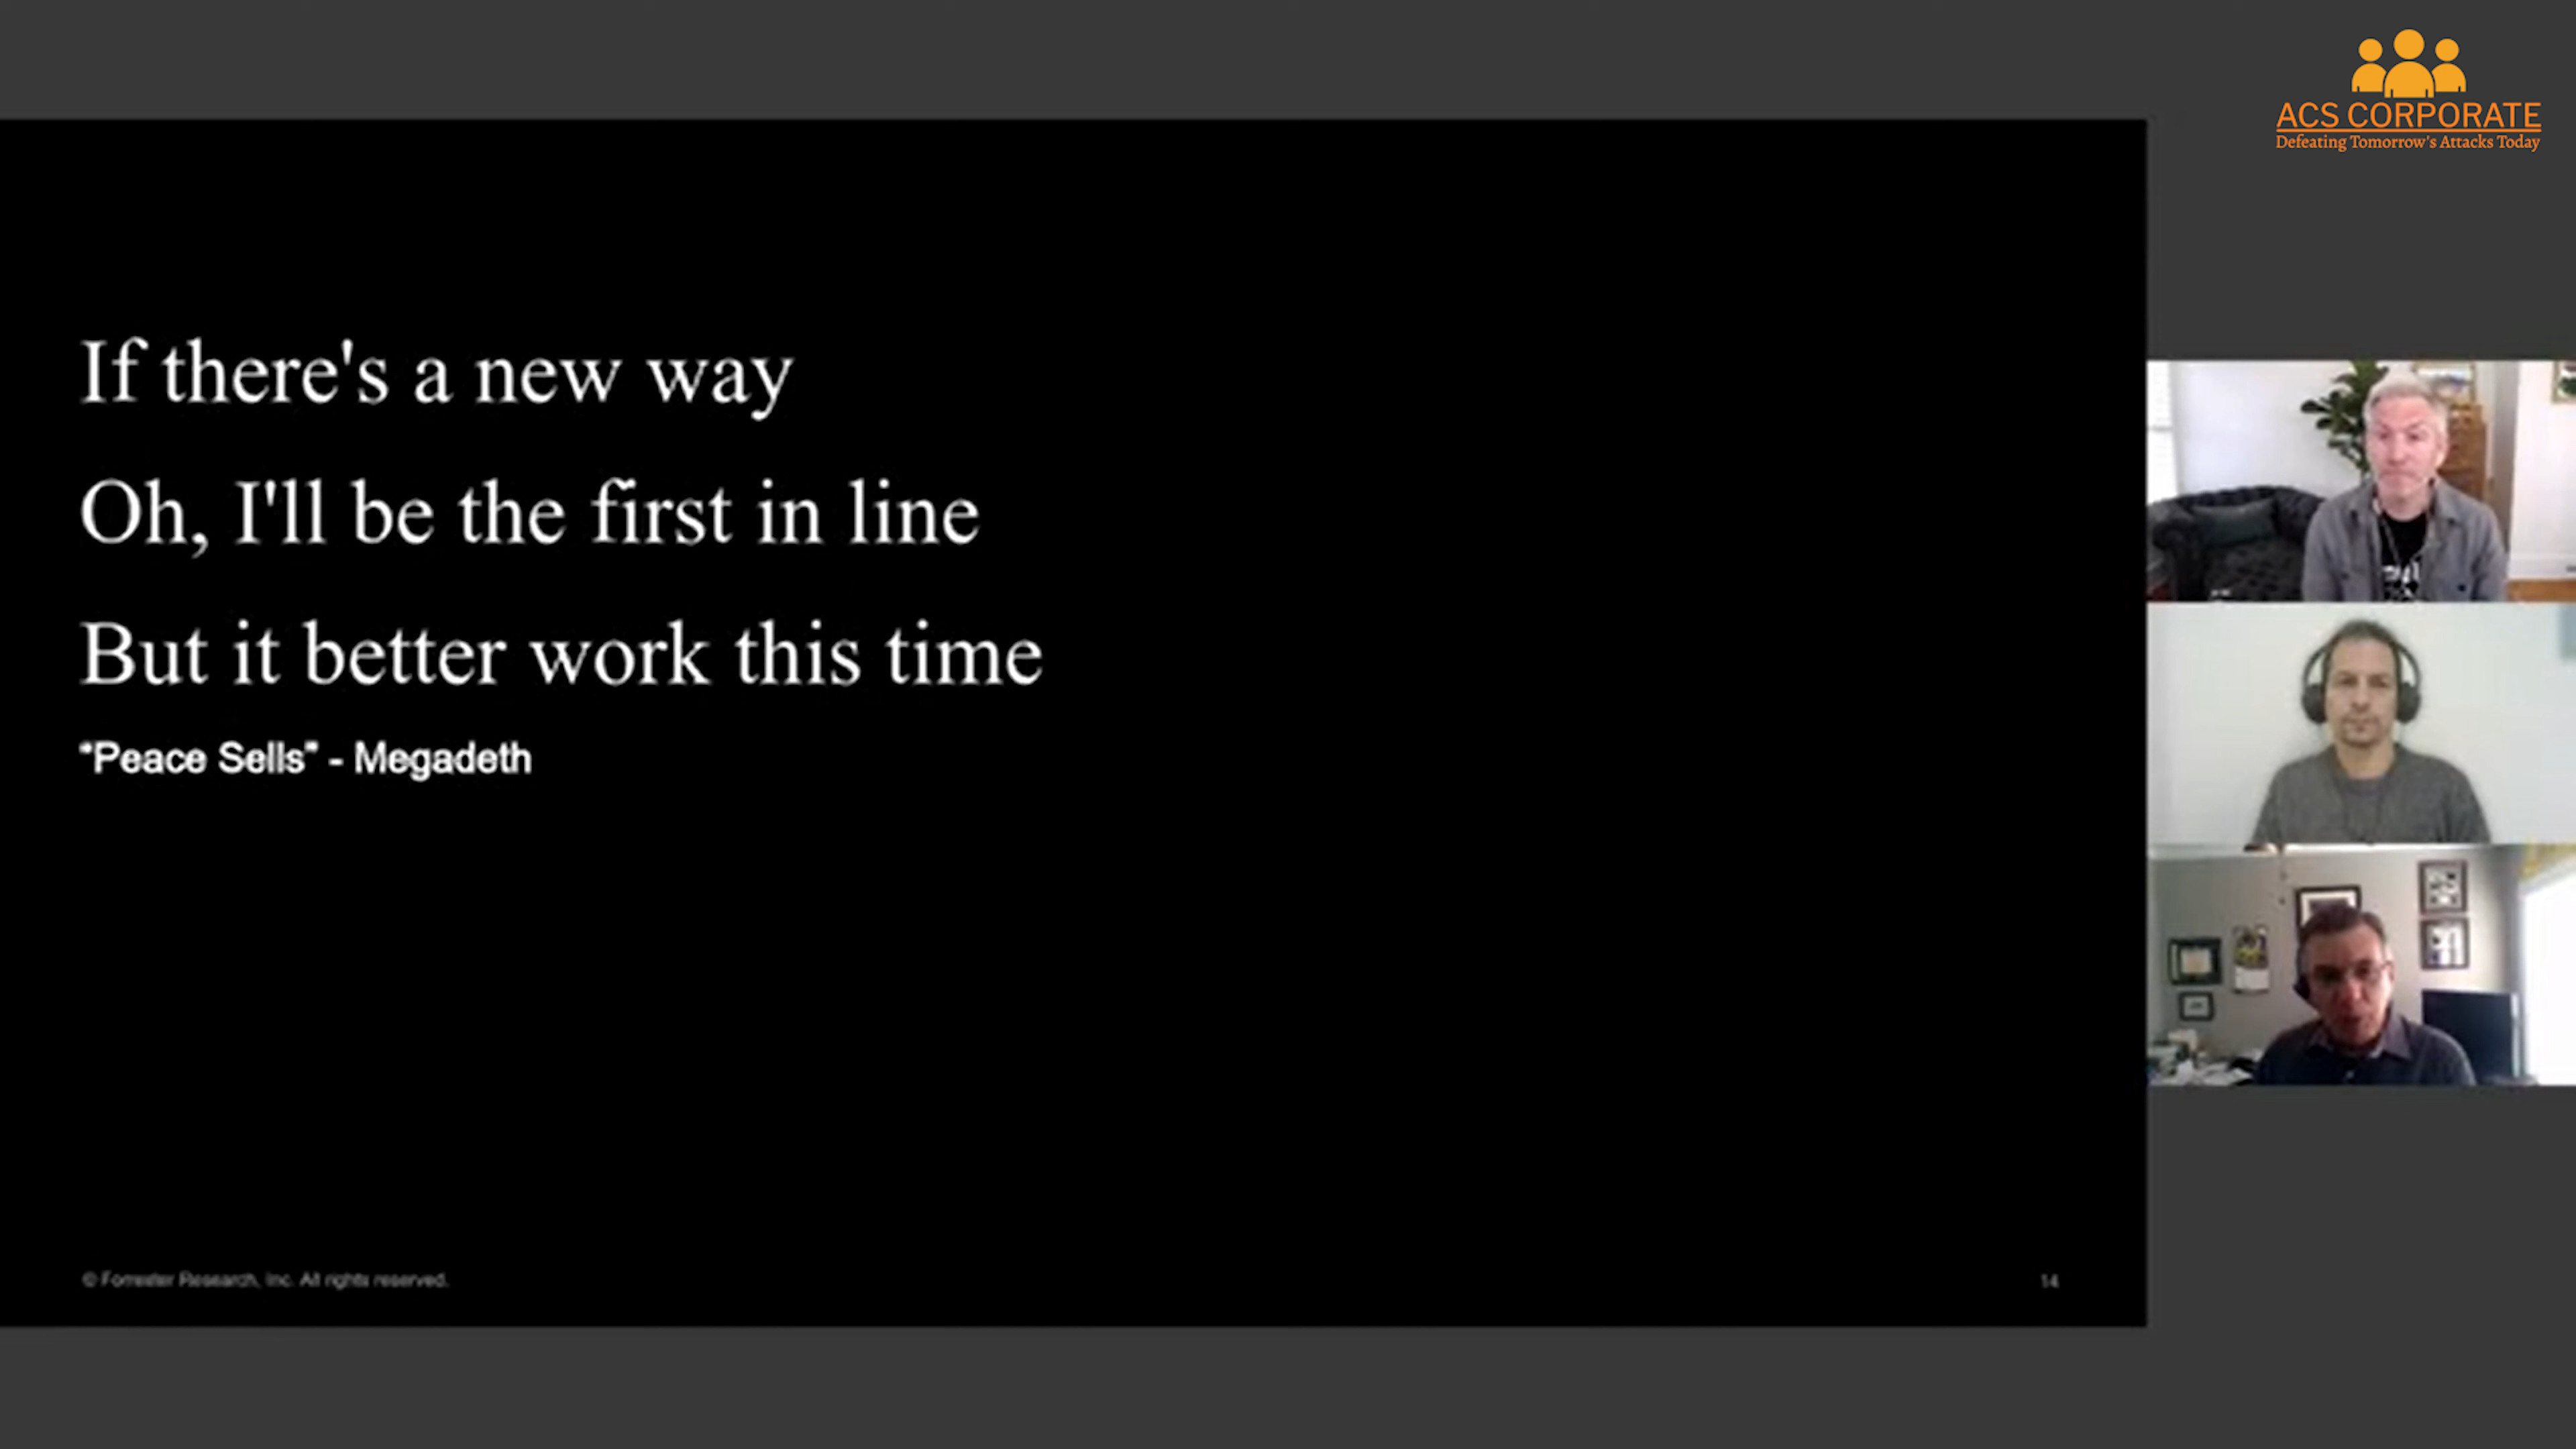 ACS CORPORATE
Defeating Tomorrow's Attacks Today
If there's a new way
Oh, I'll be the first in line
But it better work this time
"Peace Sells" - Megadeth
© Forrester Research, Inc. All rights reserved.
14